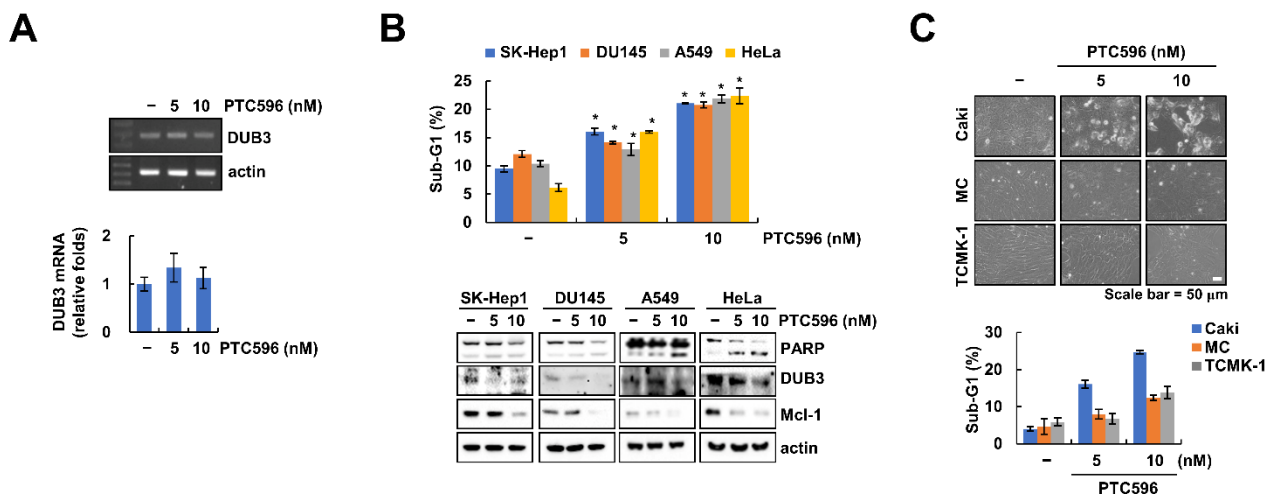 A
– 5 10 PTC596 (nM)
DUB3
actin
DUB3 mRNA
(relative folds)
2
1
0
– 5 10 PTC596 (nM)
B
SK-Hep1 DU145 A549 HeLa
Sub-G1 (%)
25
20
15
10
5
0
* * * * * * * *
– 5 10 PTC596 (nM)
SK-Hep1 DU145 A549 HeLa
– 5 10 – 5 10 – 5 10 – 5 10 PTC596 (nM)
PARP
DUB3
Mcl-1
actin
C
PTC596 (nM)
– 5 10
Caki
MC
TCMK-1
Scale bar = 50 μm
Sub-G1 (%)
30
20
10
0
Caki
MC
TCMK-1
– 5 10 (nM)
PTC596